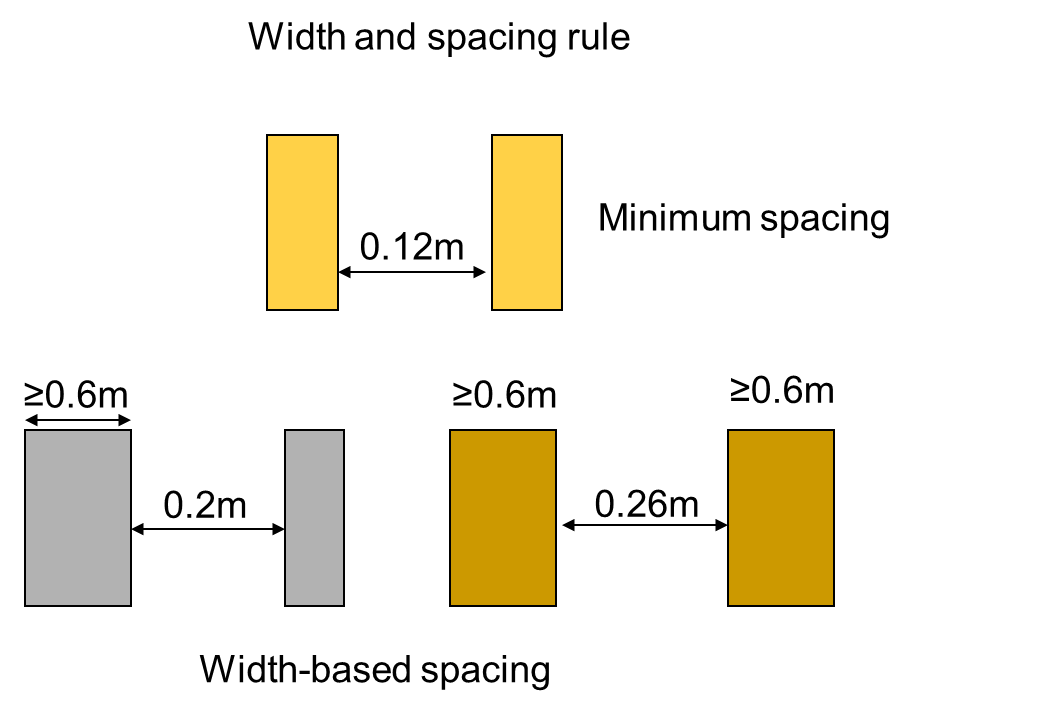 Width and spacing rule
Minimum spacing
0.12m
≥0.6m
≥0.6m
≥0.6m
0.2m
0.26m
Width-based spacing